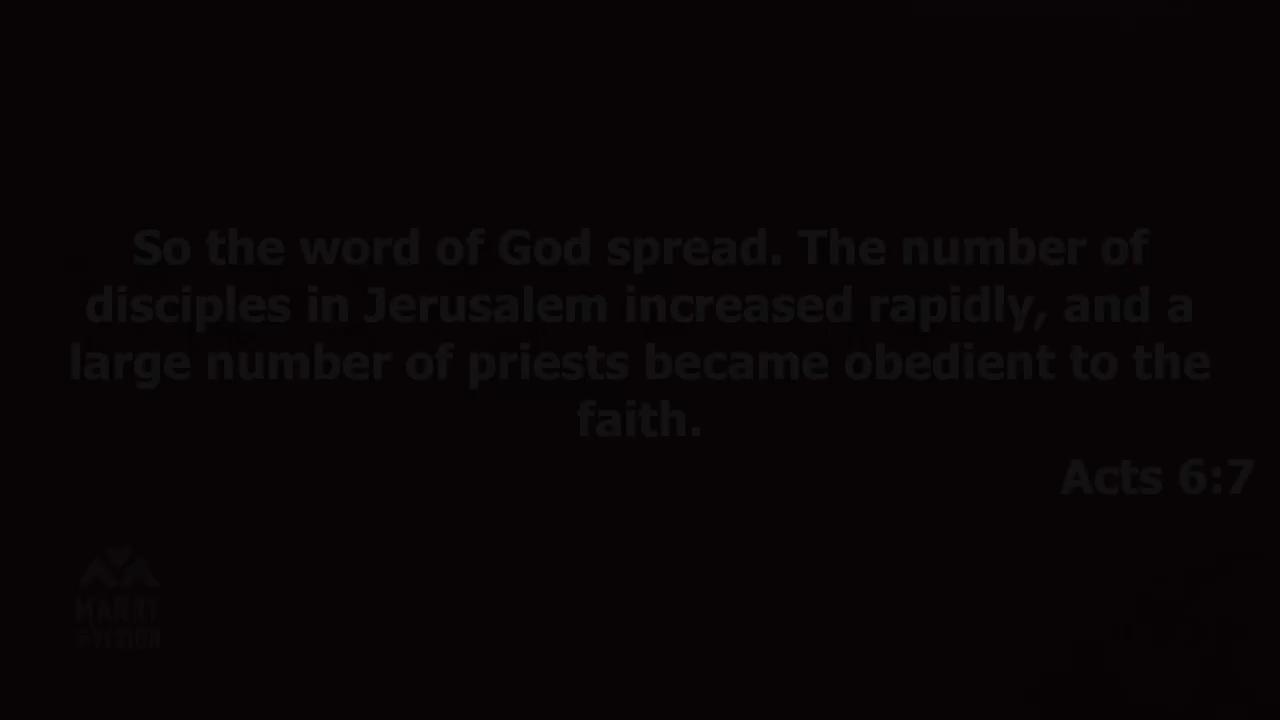 So the word of God spread. The number of
disciples in Jerusalem increased rapidly, and a
large number of priests became obedient to the
faith.
Acts 6:7